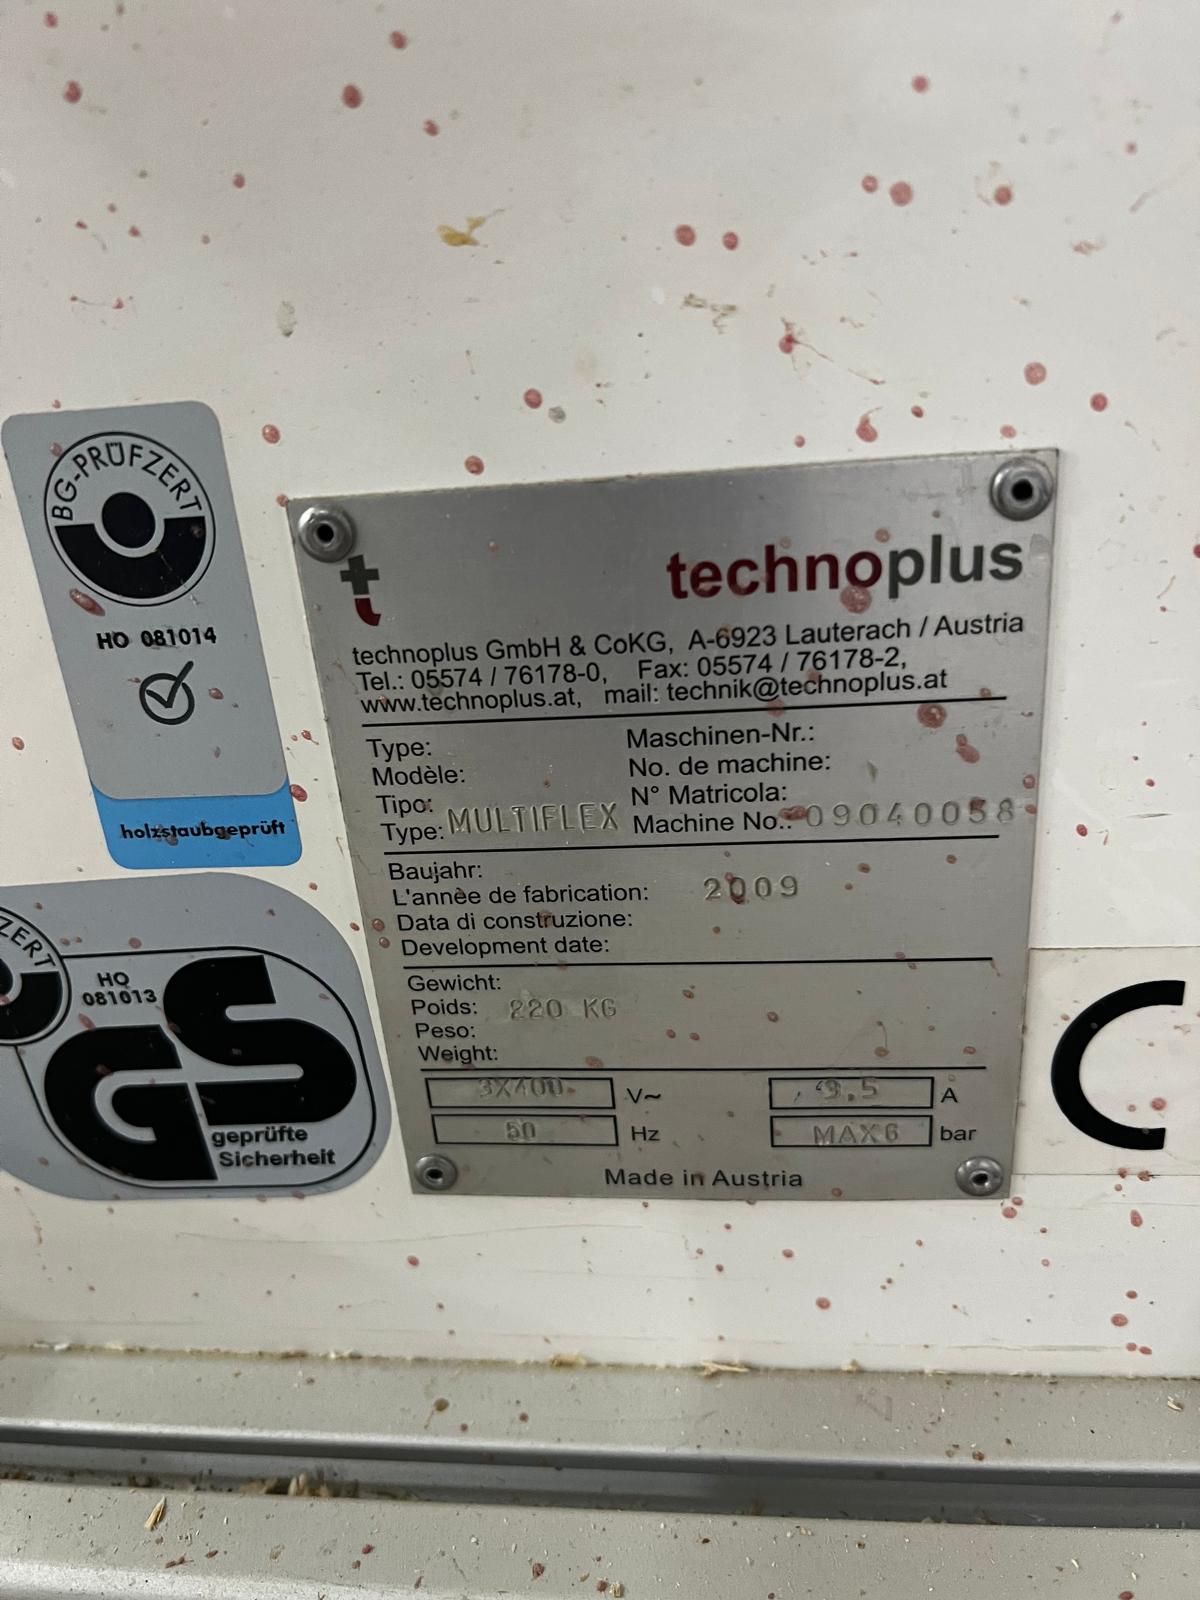 BG-PRÜFZERT
HO 081014
holzstaubgeprüft
ZERT
HO
081013
GS
geprüfte
Sicherheit
t
technoplus
technoplus GmbH & CoKG, A-6923 Lauterach / Austria
Tel.: 05574 / 76178-0, Fax: 05574 / 76178-2,
www.technoplus.at, mail: technik@technoplus.at
Type: Maschinen-Nr.:
Modèle: No. de machine:
Tipo: N° Matricola:
Type: MULTIFLEX Machine No.: 09040058
Baujahr:
L'annèe de fabrication: 2009
Data di construzione:
Development date:
Gewicht:
Poids: 220 KG
Peso:
Weight:
3X400 V~ 3.5 A
50 Hz MAX6 bar
Made in Austria
C